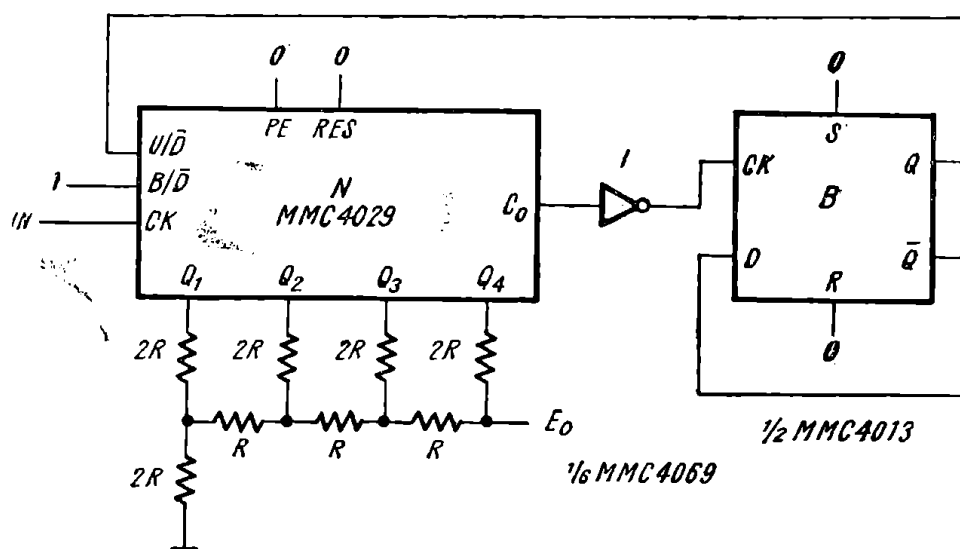 0 0
0
U/D̅
PE RES
S
1 B/D̅
N
C₀
1
CK
Q
IN
CK
MMC4029
B
D
Q̅
Q₁ Q₂ Q₃ Q₄
R
2R 2R 2R 2R
0
R R R
E₀
1/2 MMC4013
2R
1/6 MMC4069